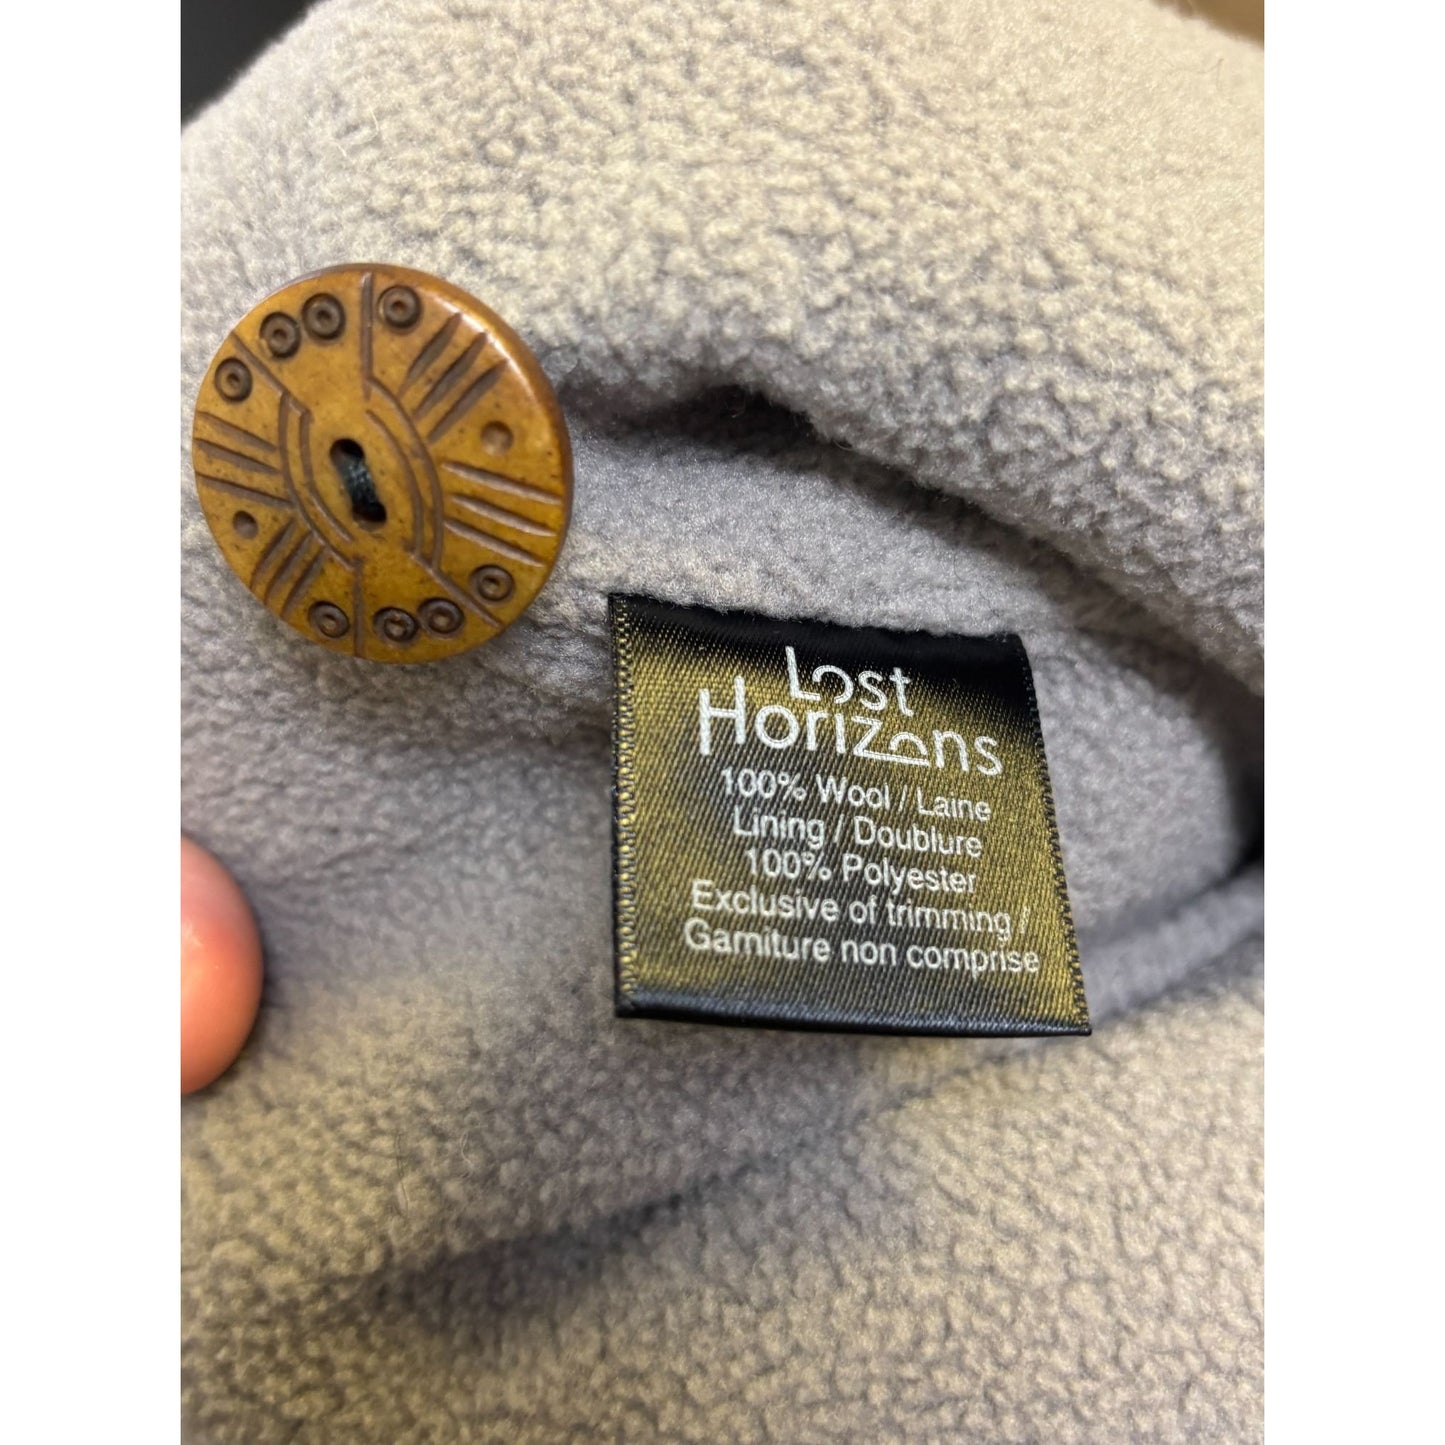 Lost
Horizons
100% Wool / Laine
Lining / Doublure
100% Polyester
Exclusive of trimming /
Garniture non comprise